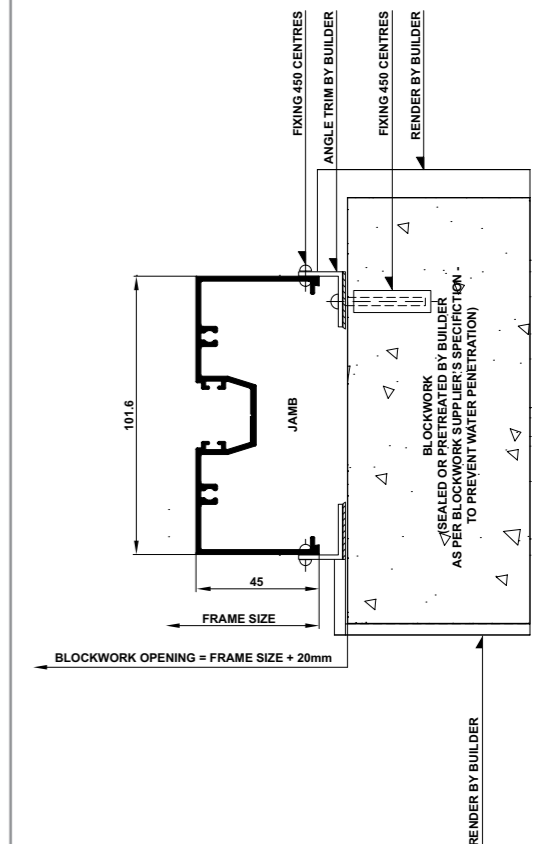 FIXING 450 CENTRES
ANGLE TRIM BY BUILDER
FIXING 450 CENTRES
RENDER BY BUILDER
101.6
JAMB
BLOCKWORK
(SEALED OR PRETREATED BY BUILDER
AS PER BLOCKWORK SUPPLIER'S SPECIFICTION -
TO PREVENT WATER PENETRATION)
45
FRAME SIZE
BLOCKWORK OPENING = FRAME SIZE + 20mm
RENDER BY BUILDER